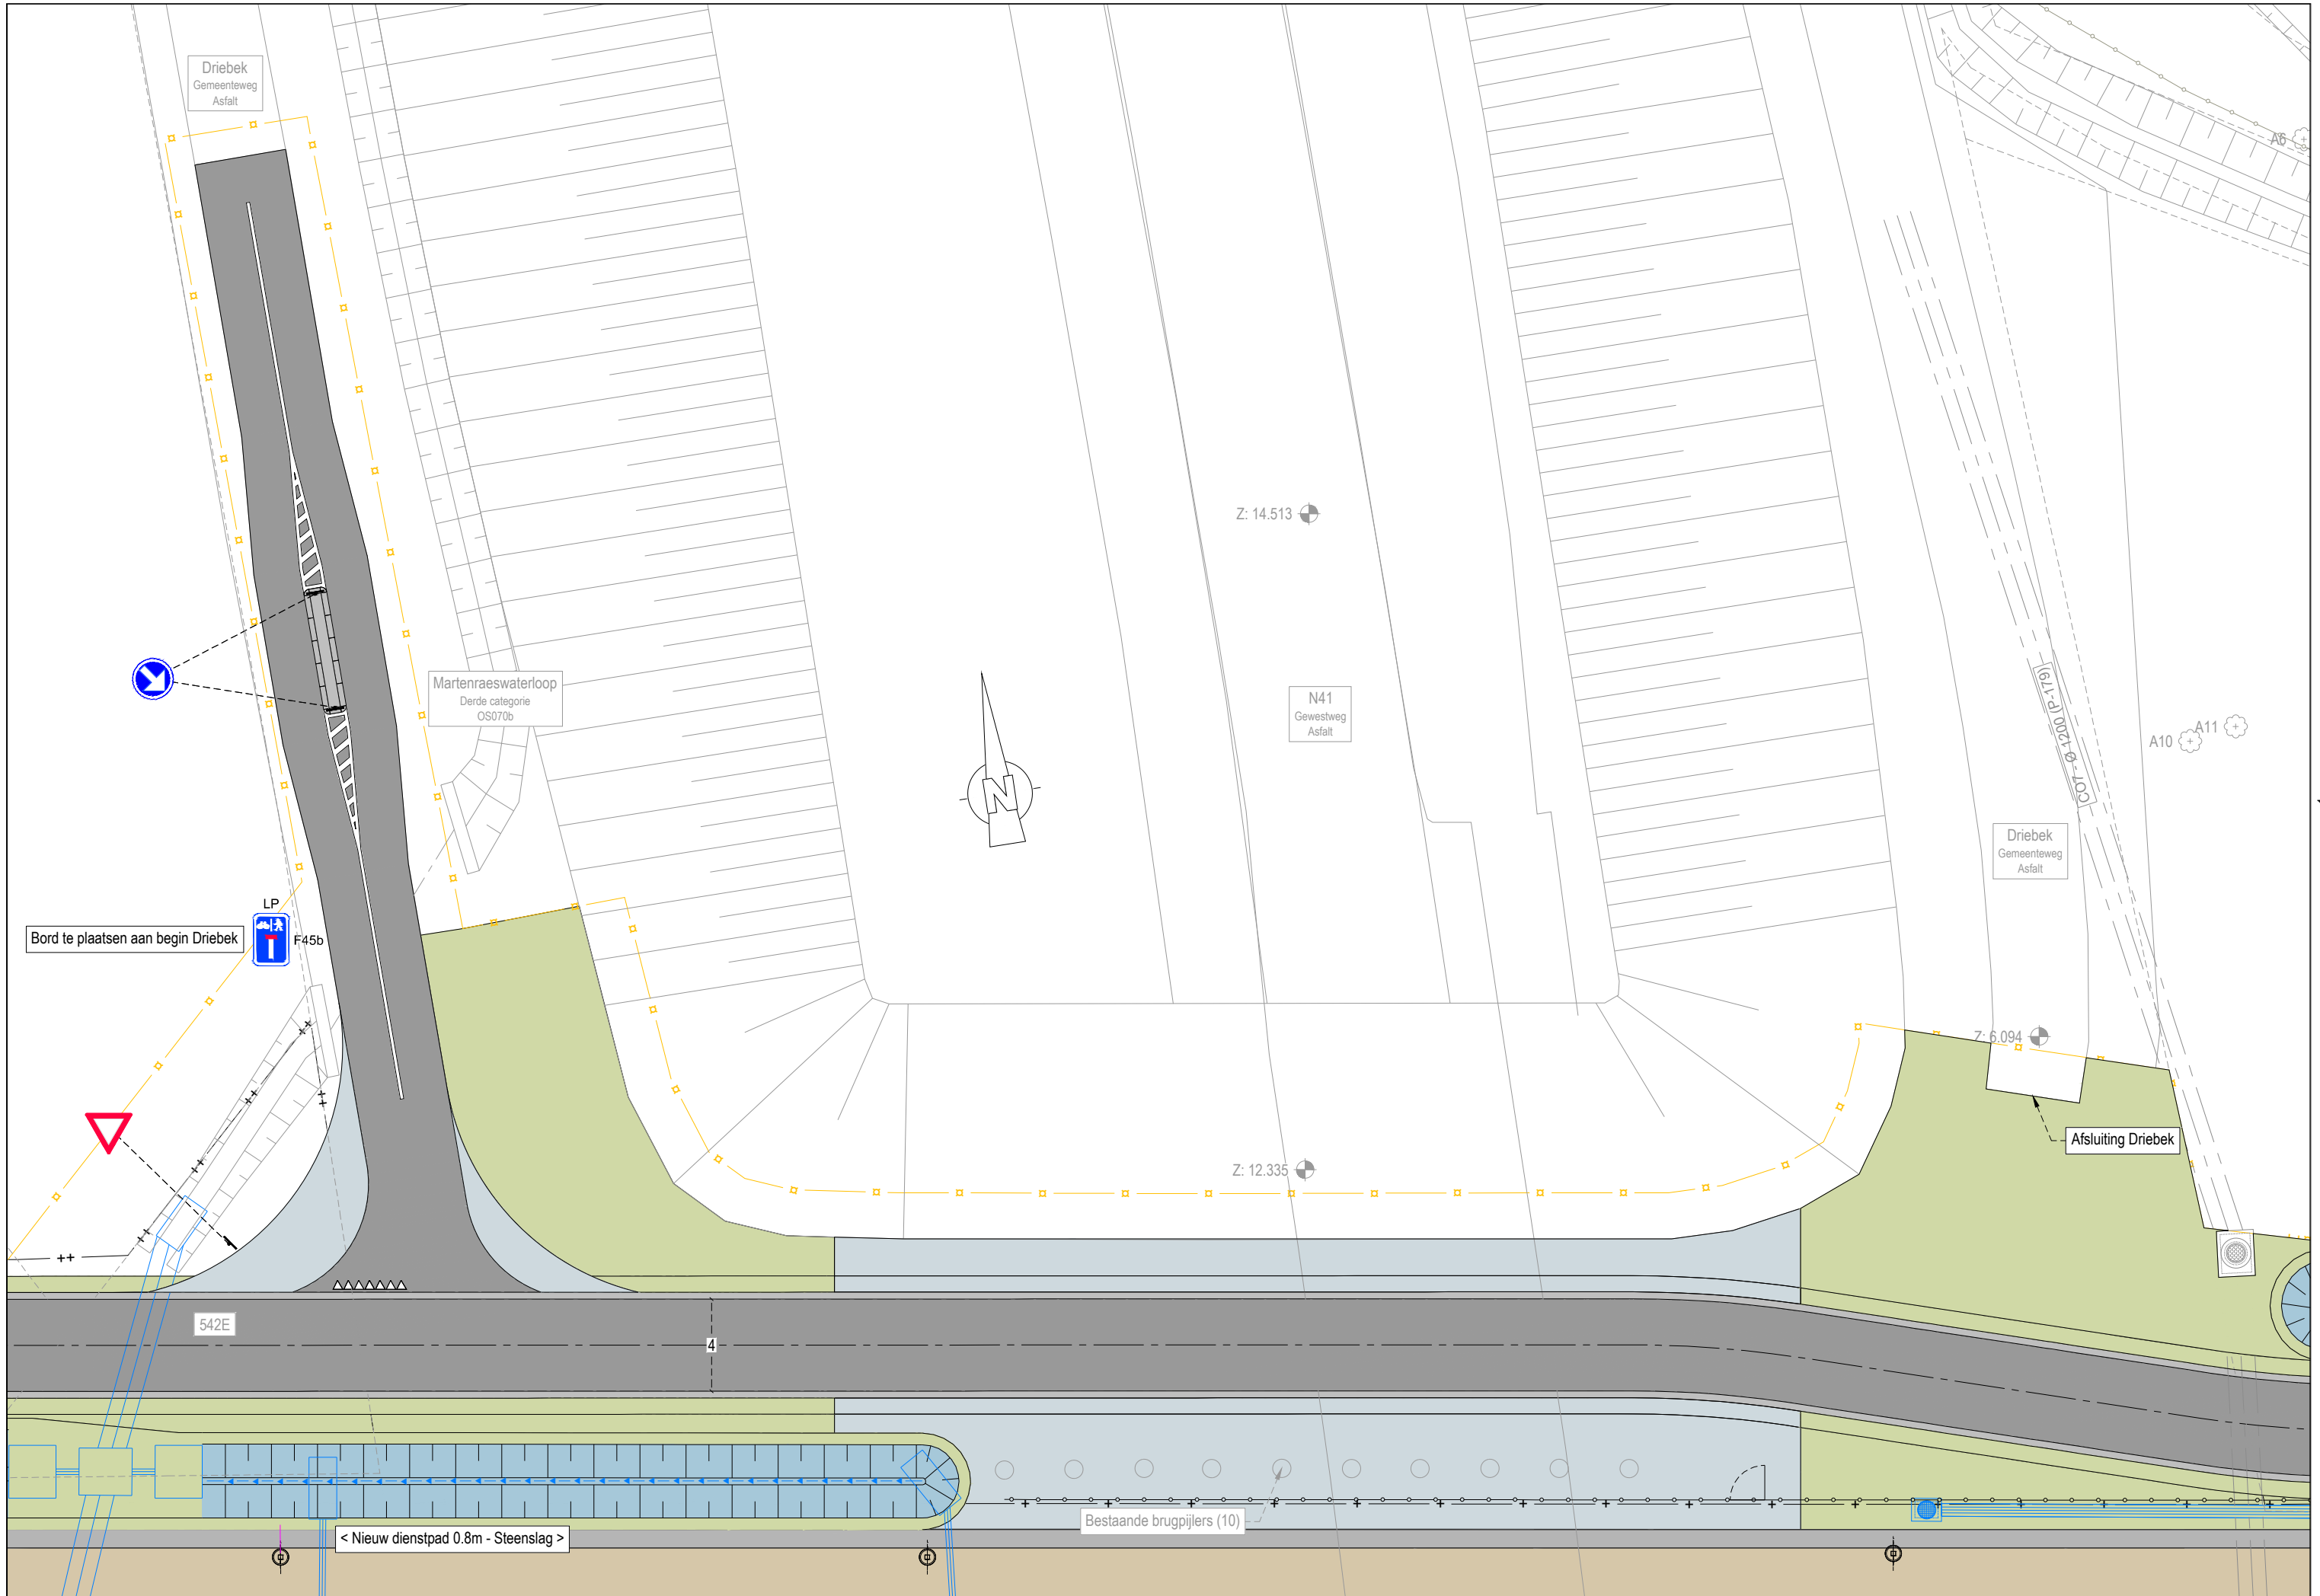 Driebek
Gemeenteweg
Asfalt
A6
Z: 14.513
Martenraeswaterloop
Derde categorie
OS070b
N41
Gewestweg
Asfalt
N
CO7 - Ø 1200 (P.179)
A10
A11
Driebek
Gemeenteweg
Asfalt
LP
Bord te plaatsen aan begin Driebek
F45b
Z: 6.094
Afsluiting Driebek
Z: 12.335
542E
4
Bestaande brugpijlers (10)
< Nieuw dienstpad 0.8m - Steenslag >